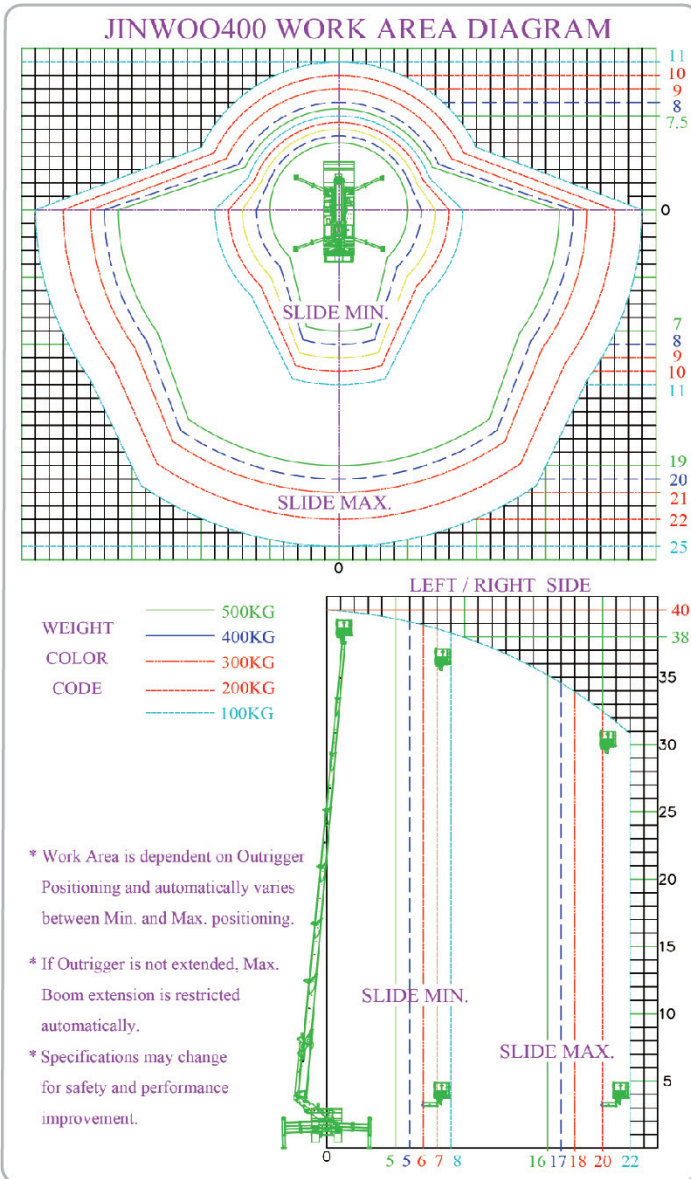 JINWOO400 WORK AREA DIAGRAM
11
10
9
8
7.5
0
SLIDE MIN.
7
8
9
10
11
19
20
SLIDE MAX.
21
22
25
0
LEFT / RIGHT SIDE
WEIGHT
COLOR
CODE
500KG
400KG
300KG
200KG
100KG
40
38
35
30
25
20
15
10
5
* Work Area is dependent on Outrigger
Positioning and automatically varies
between Min. and Max. positioning.
* If Outrigger is not extended, Max.
Boom extension is restricted
automatically.
* Specifications may change
for safety and performance
improvement.
SLIDE MIN.
SLIDE MAX.
0 5 5 6 7 8 16 17 18 20 22